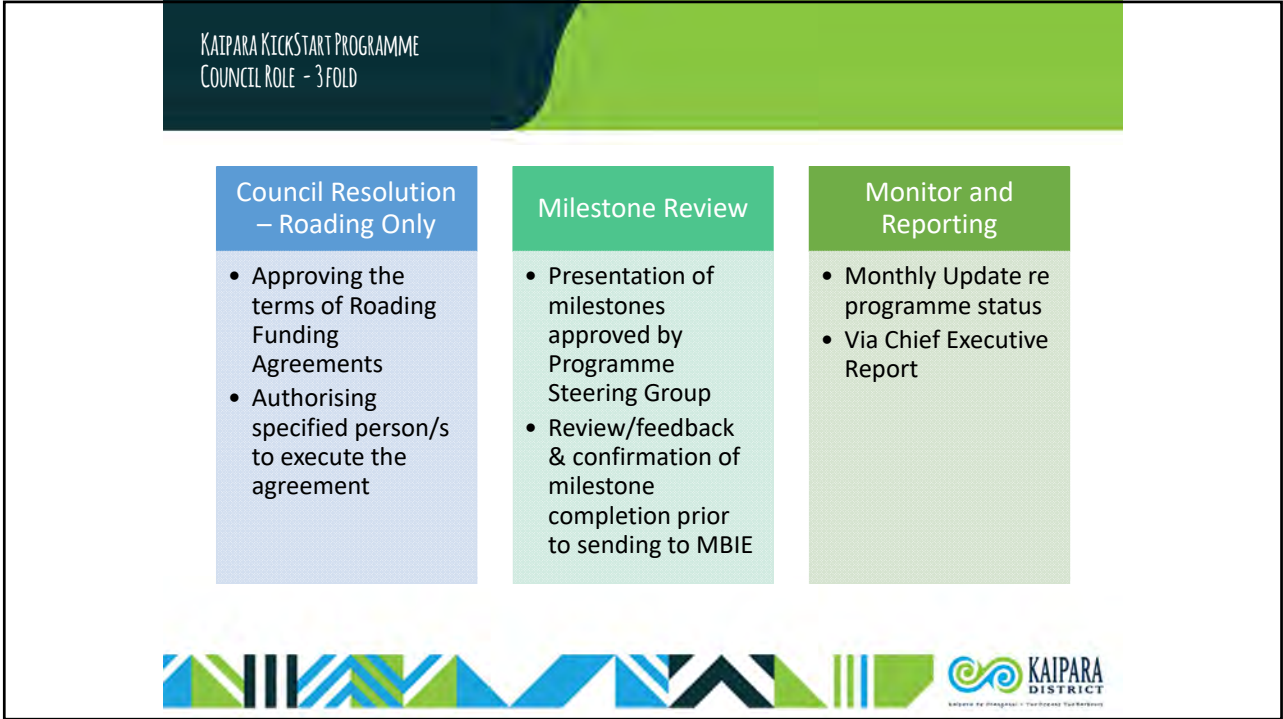 KAIPARA KICKSTART PROGRAMME
COUNCIL ROLE - 3 FOLD
Council Resolution
– Roading Only
• Approving the
terms of Roading
Funding
Agreements
• Authorising
specified person/s
to execute the
agreement
Milestone Review
• Presentation of
milestones
approved by
Programme
Steering Group
• Review/feedback
& confirmation of
milestone
completion prior
to sending to MBIE
Monitor and
Reporting
• Monthly Update re
programme status
• Via Chief Executive
Report
KAIPARA
DISTRICT